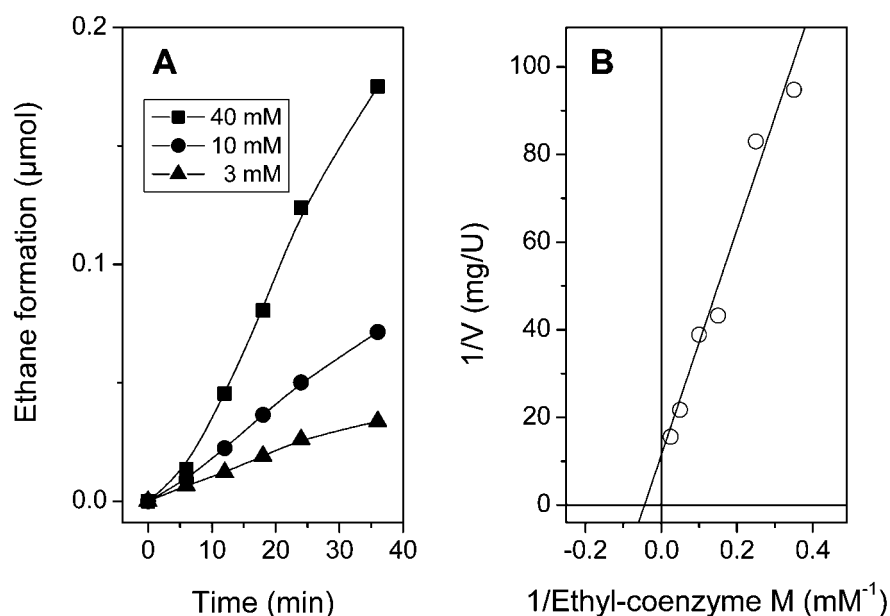 A
40 mM
10 mM
3 mM
0.2
0.1
0.0
0 10 20 30 40
Ethane formation (µmol)
Time (min)
B
100
80
60
40
20
0
-0.2 0.0 0.2 0.4
1/V (mg/U)
1/Ethyl-coenzyme M (mM⁻¹)